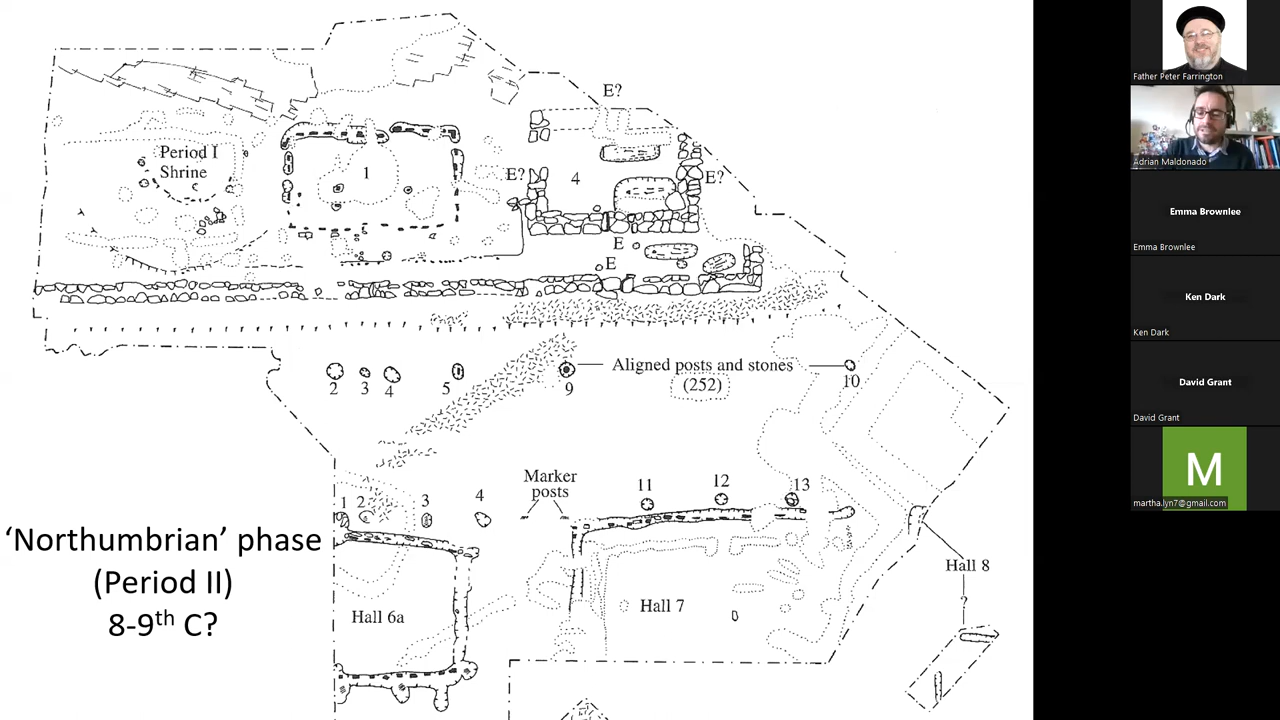 E?
Period I
Shrine
1
E?
4
E?
E
E
2
3
4
5
9
Aligned posts and stones
(252)
10
Marker
posts
1
2
3
4
11
12
13
'Northumbrian' phase
(Period II)
8-9th C?
Hall 6a
Hall 7
Hall 8
?
Father Peter Farrington
Adrian Maldonado
Emma Brownlee
Emma Brownlee
Ken Dark
Ken Dark
David Grant
David Grant
M
martha.lyn7@gmail.com